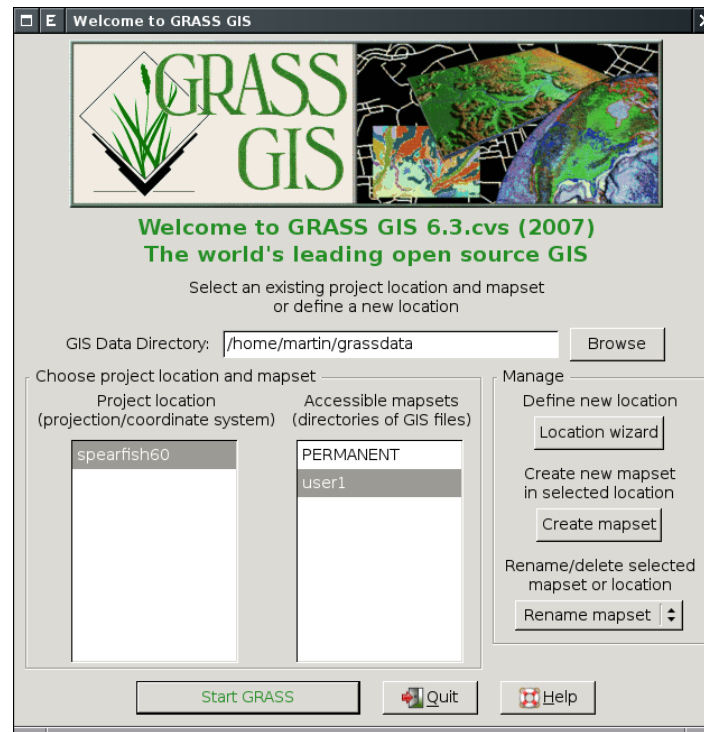 E Welcome to GRASS GIS X
GRASS
GIS
Welcome to GRASS GIS 6.3.cvs (2007)
The world's leading open source GIS
Select an existing project location and mapset
or define a new location
GIS Data Directory: /home/martin/grassdata Browse
Choose project location and mapset
Project location
(projection/coordinate system)
spearfish60
Accessible mapsets
(directories of GIS files)
PERMANENT
user1
Manage
Define new location
Location wizard
Create new mapset
in selected location
Create mapset
Rename/delete selected
mapset or location
Rename mapset
Start GRASS Quit Help